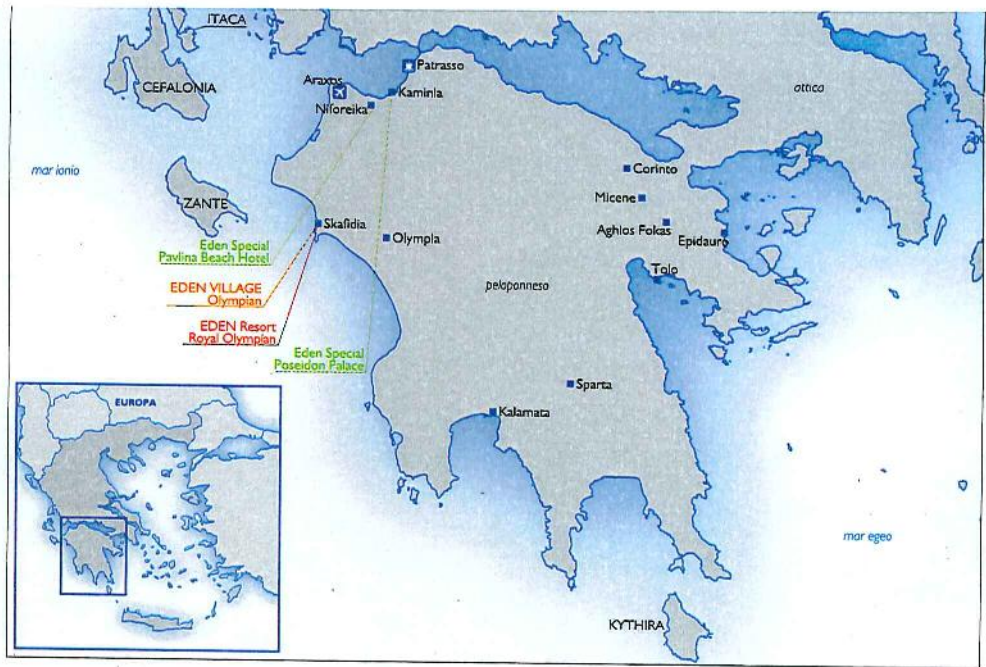 ITACA
CEFALONIA
Araxos
Patrasso
Kaminia
Niforeika
attica
mar ionio
ZANTE
Corinto
Micene
Aghios Fokas
Epidauro
Skafidia
Olympia
Eden Special
Pavlina Beach Hotel
EDEN VILLAGE
Olympian
EDEN Resort
Royal Olympian
Eden Special
Poseidon Palace
peloponneso
Tolo
Sparta
Kalamata
EUROPA
mar egeo
KYTHIRA